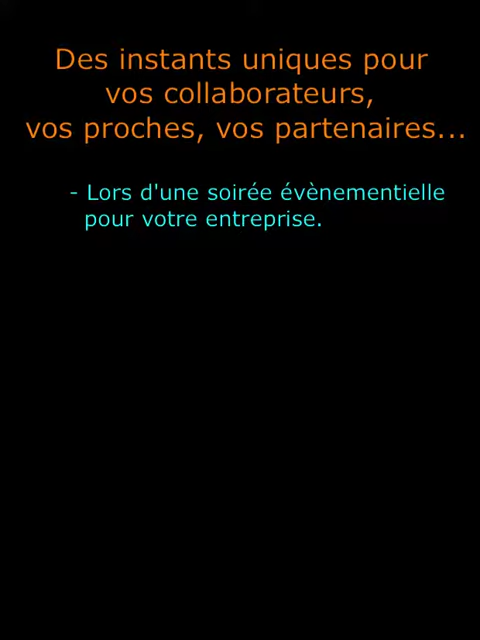 Des instants uniques pour
vos collaborateurs,
vos proches, vos partenaires...
- Lors d'une soirée évènementielle
pour votre entreprise.